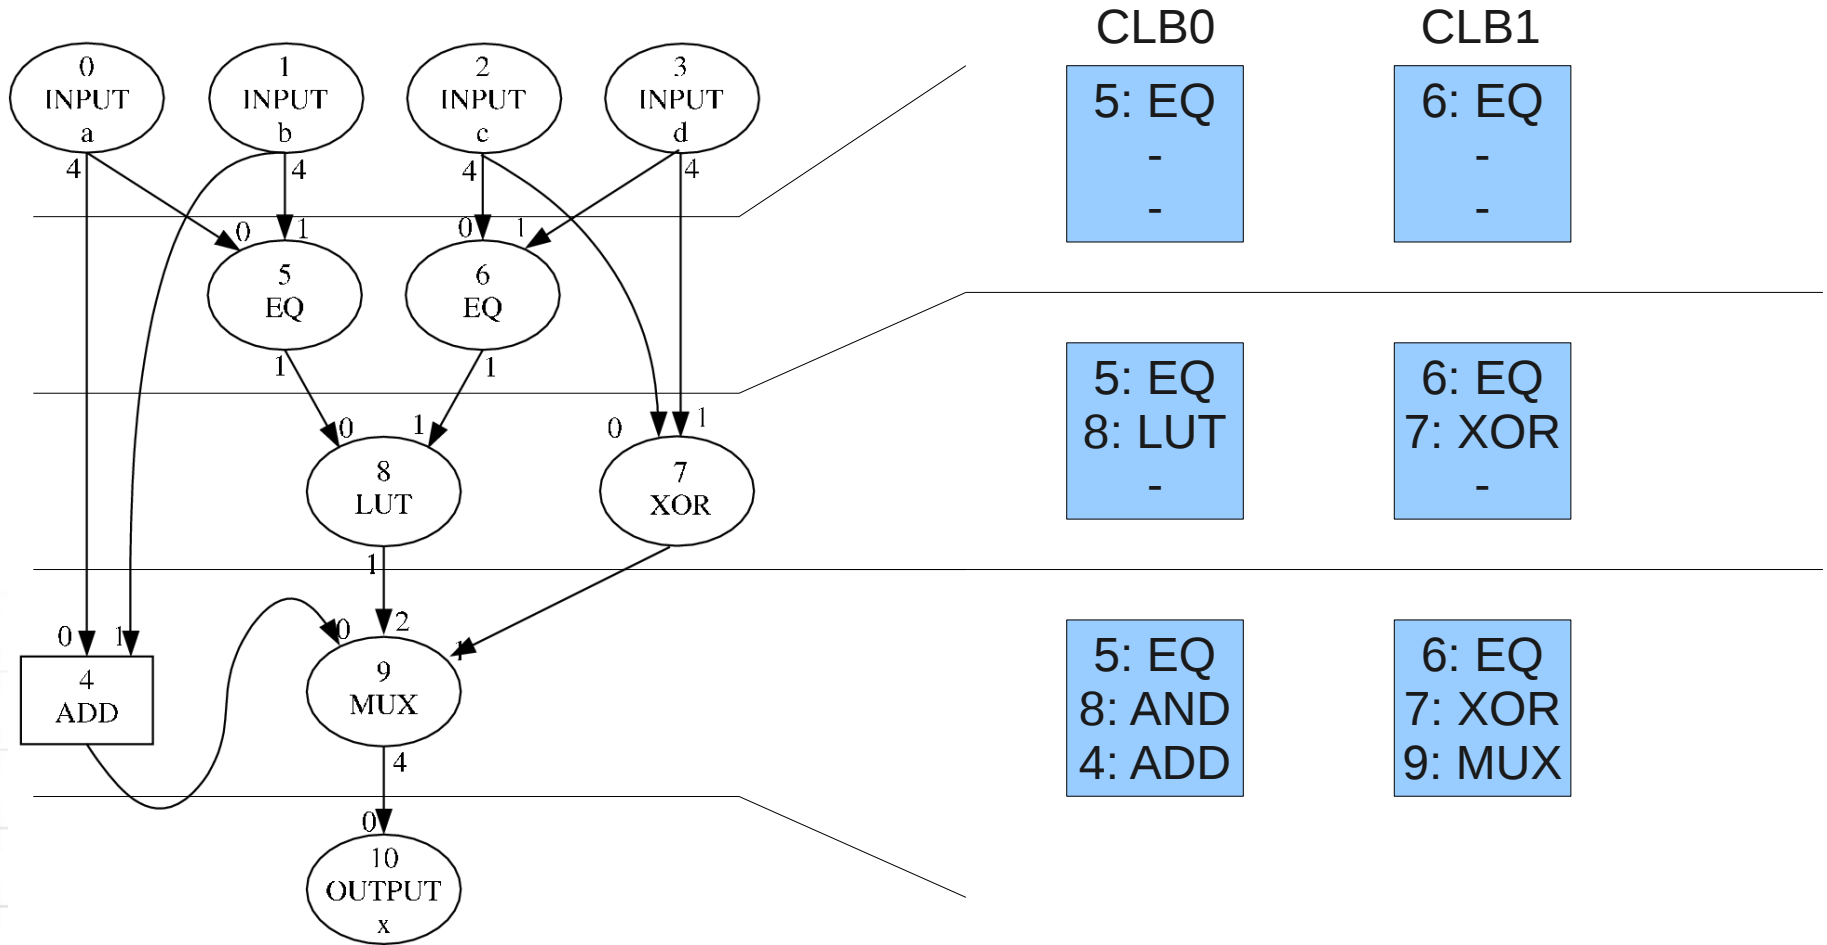 CLB0
CLB1
0
INPUT
a
1
INPUT
b
2
INPUT
c
3
INPUT
d
4
4
4
4
0
1
0
1
5
EQ
6
EQ
1
1
0
1
0
1
8
LUT
7
XOR
1
0
1
0
2
1
4
ADD
9
MUX
4
0
10
OUTPUT
x
5: EQ
-
-
6: EQ
-
-
5: EQ
8: LUT
-
6: EQ
7: XOR
-
5: EQ
8: AND
4: ADD
6: EQ
7: XOR
9: MUX